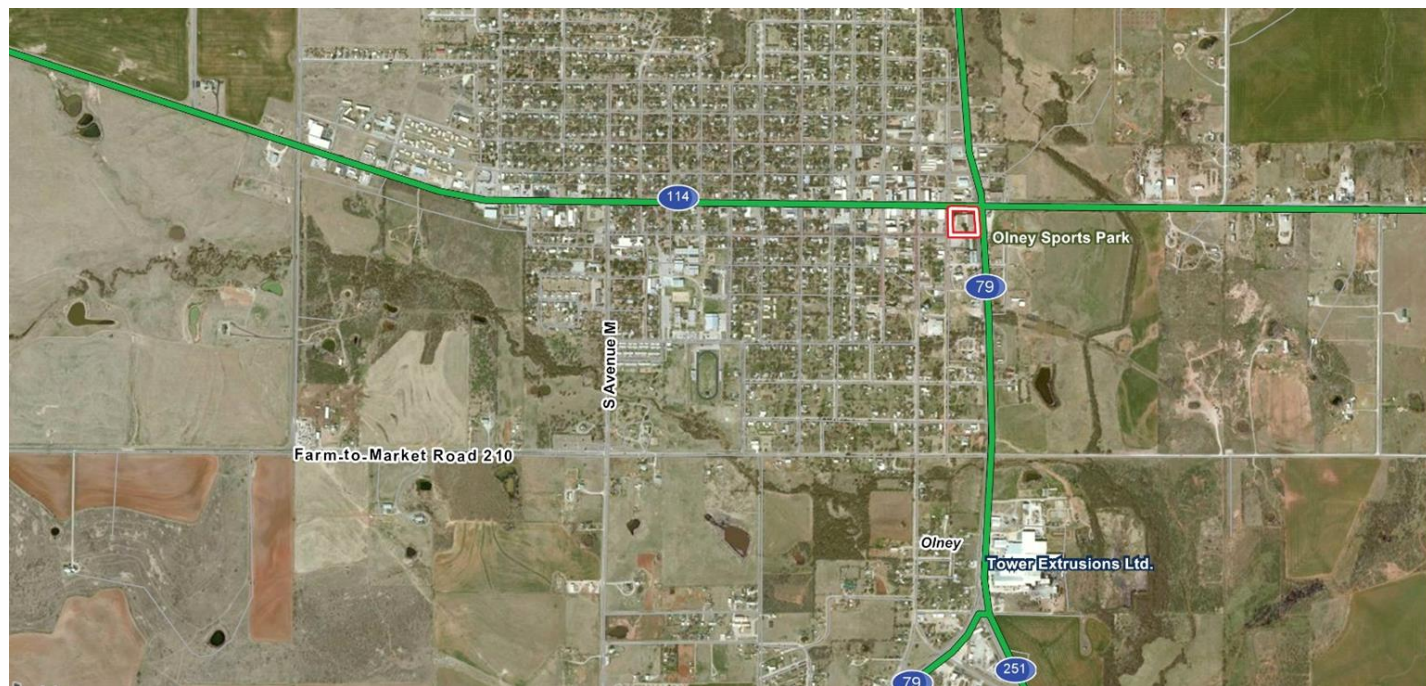 114
Olney Sports Park
79
S Avenue M
Farm-to-Market Road 210
Olney
Tower Extrusions Ltd.
251
79